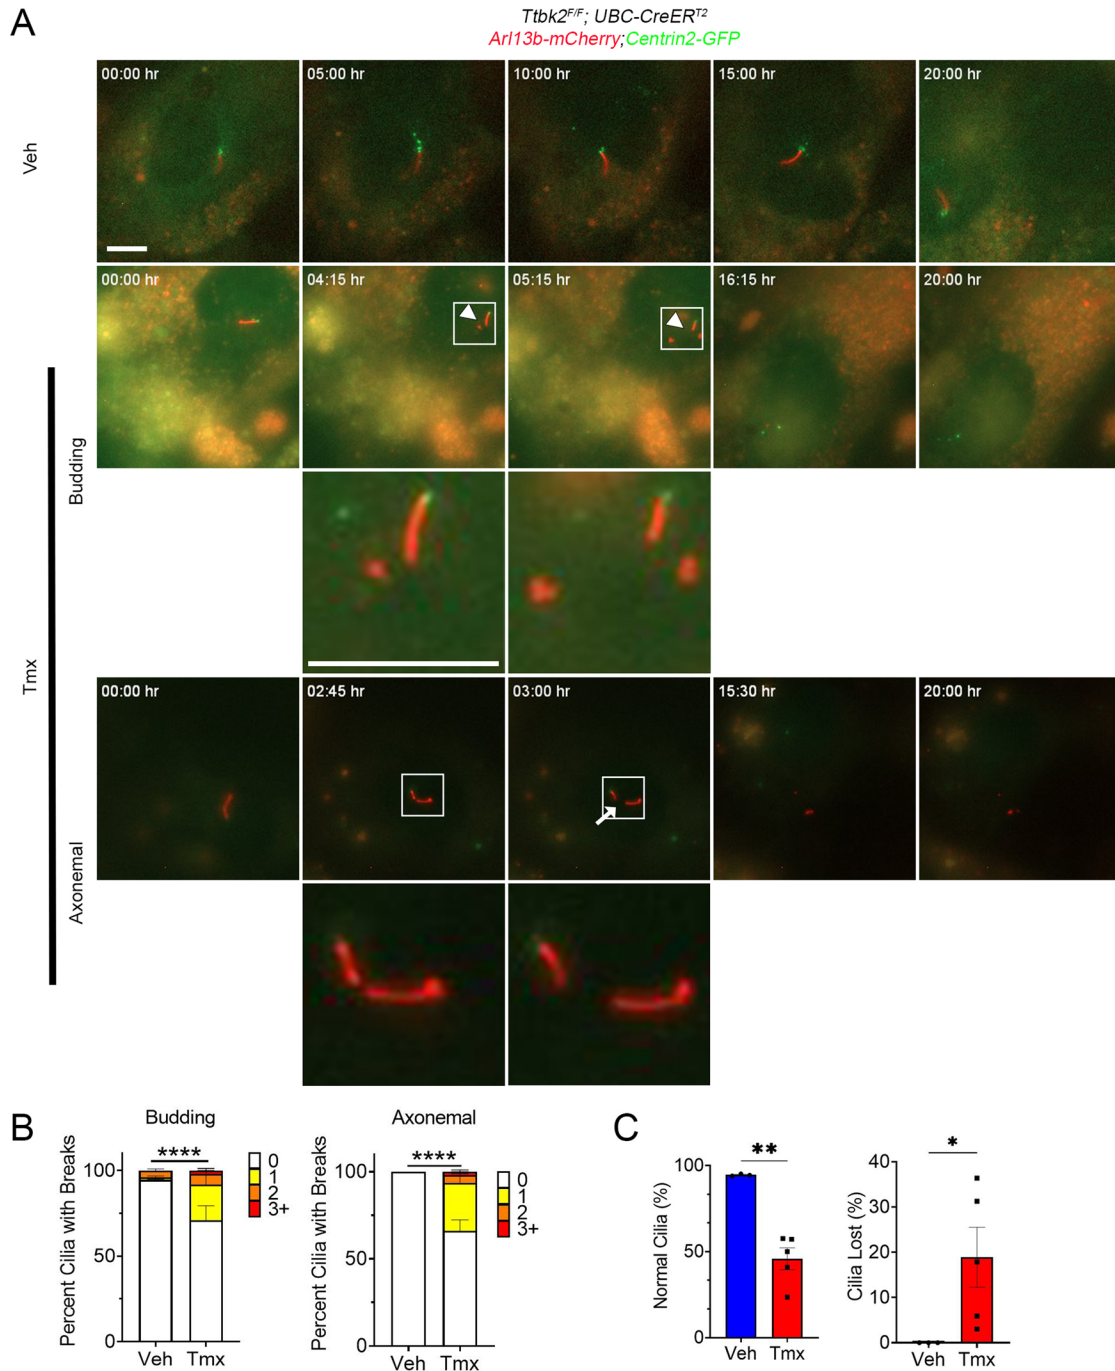 A
Ttbk2F/F; UBC-CreERT2
Arl13b-mCherry;Centrin2-GFP
Veh
00:00 hr
05:00 hr
10:00 hr
15:00 hr
20:00 hr
Tmx
Budding
00:00 hr
04:15 hr
05:15 hr
16:15 hr
20:00 hr
Axonemal
00:00 hr
02:45 hr
03:00 hr
15:30 hr
20:00 hr
B
Budding
Percent Cilia with Breaks
100
50
0
****
Veh
Tmx
0
1
2
3+
Axonemal
Percent Cilia with Breaks
100
50
0
****
Veh
Tmx
0
1
2
3+
C
Normal Cilia (%)
100
50
0
**
Veh
Tmx
Cilia Lost (%)
40
30
20
10
0
*
Veh
Tmx